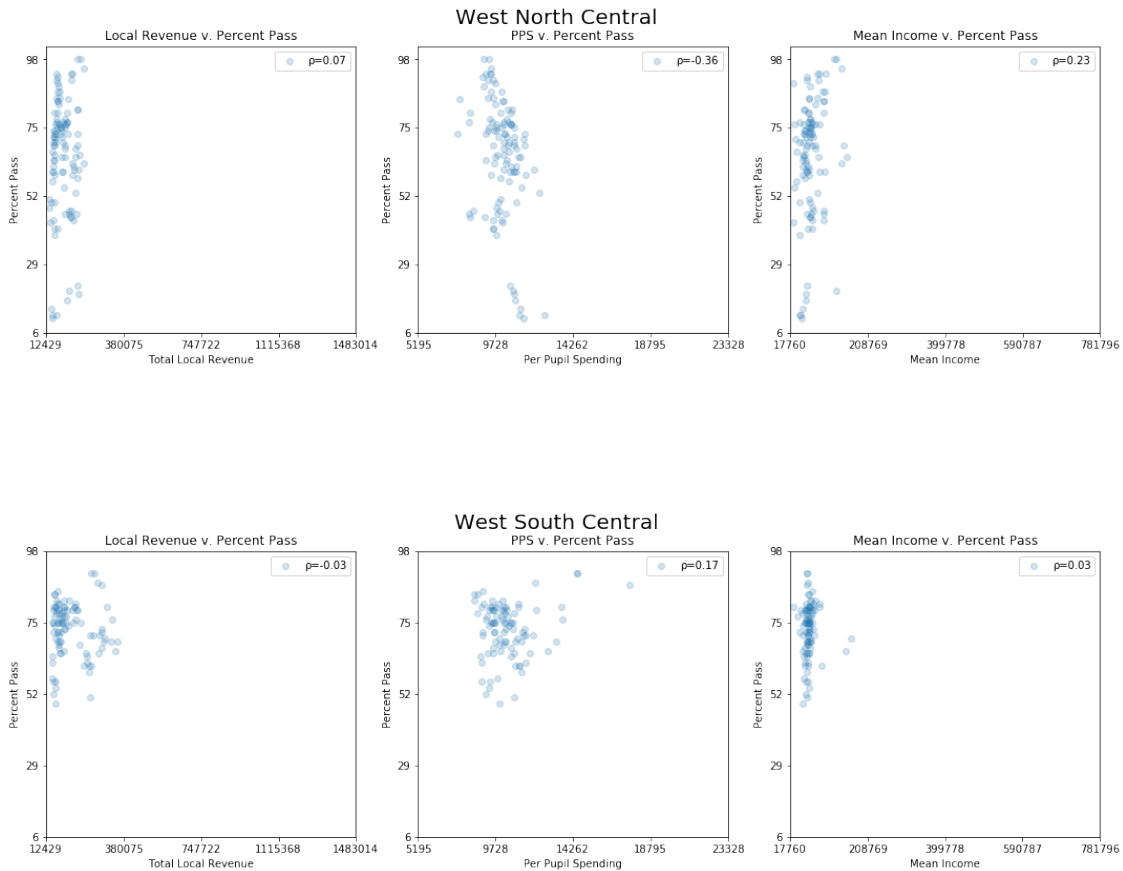 West North Central
Local Revenue v. Percent Pass
PPS v. Percent Pass
Mean Income v. Percent Pass
ρ=0.07
ρ=-0.36
ρ=0.23
Percent Pass
98
75
52
29
6
12429 380075 747722 1115368 1483014
Total Local Revenue
Percent Pass
98
75
52
29
6
5195 9728 14262 18795 23328
Per Pupil Spending
Percent Pass
98
75
52
29
6
17760 208769 399778 590787 781796
Mean Income
West South Central
Local Revenue v. Percent Pass
PPS v. Percent Pass
Mean Income v. Percent Pass
ρ=-0.03
ρ=0.17
ρ=0.03
Percent Pass
98
75
52
29
6
12429 380075 747722 1115368 1483014
Total Local Revenue
Percent Pass
98
75
52
29
6
5195 9728 14262 18795 23328
Per Pupil Spending
Percent Pass
98
75
52
29
6
17760 208769 399778 590787 781796
Mean Income